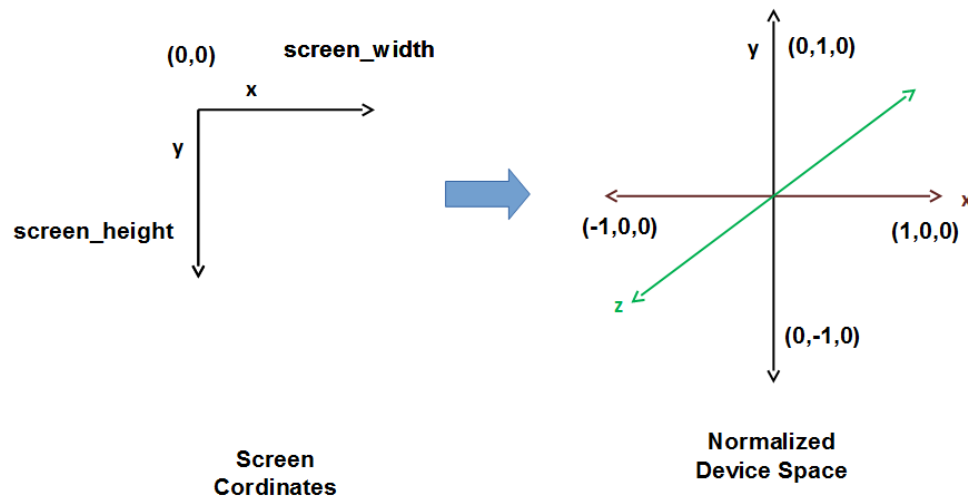 (0,0)
screen_width
x
y
screen_height
Screen
Cordinates
y
(0,1,0)
x
(-1,0,0)
(1,0,0)
z
(0,-1,0)
Normalized
Device Space